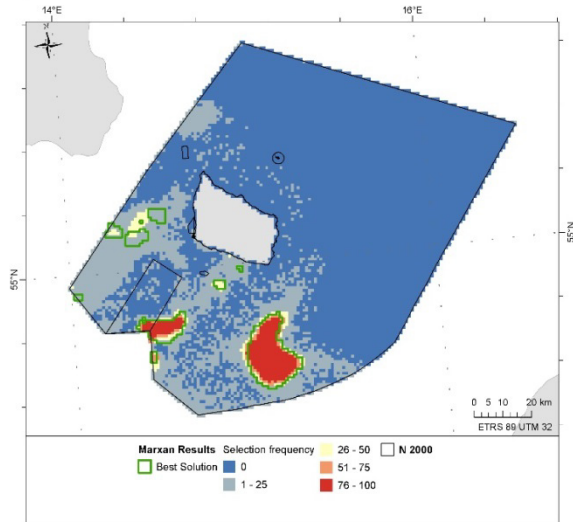 14°E 16°E
55°N
55°N
0 5 10 20 km
ETRS 89 UTM 32
Marxan Results Selection frequency 26 - 50 N 2000
Best Solution 0 51 - 75
1 - 25 76 - 100